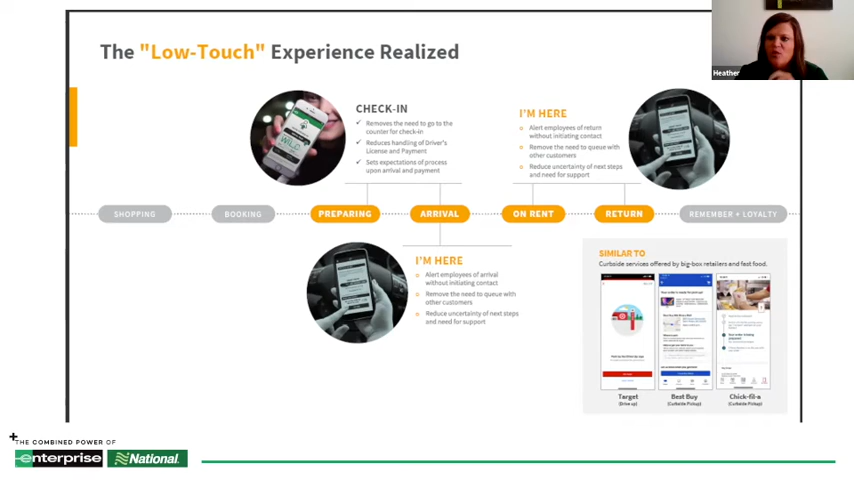 The "Low-Touch" Experience Realized
Heather
CHECK-IN
Removes the need to go to the
counter for check-in
Reduces handling of Driver's
License and Payment
Sets expectations of process
upon arrival and payment
I'M HERE
Alert employees of return
without initiating contact
Remove the need to queue with
other customers
Reduce uncertainty of next steps
and need for support
SHOPPING
BOOKING
PREPARING
ARRIVAL
ON RENT
RETURN
REMEMBER + LOYALTY
I'M HERE
Alert employees of arrival
without initiating contact
Remove the need to queue with
other customers
Reduce uncertainty of next steps
and need for support
SIMILAR TO
Curbside services offered by big-box retailers and fast food.
Target
(Drive up)
Best Buy
(Curbside Pickup)
Chick-fil-a
(Curbside Pickup)
THE COMBINED POWER OF
enterprise
National.